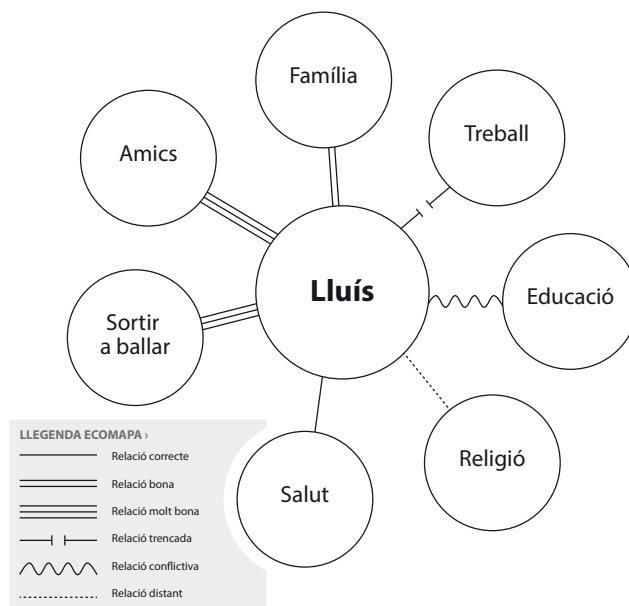 Família
Treball
Amics
Lluís
Educació
Sortir
a ballar
Religió
Salut
LLEGENDA ECOMAPA ›
Relació correcte
Relació bona
Relació molt bona
Relació trencada
Relació conflictiva
Relació distant